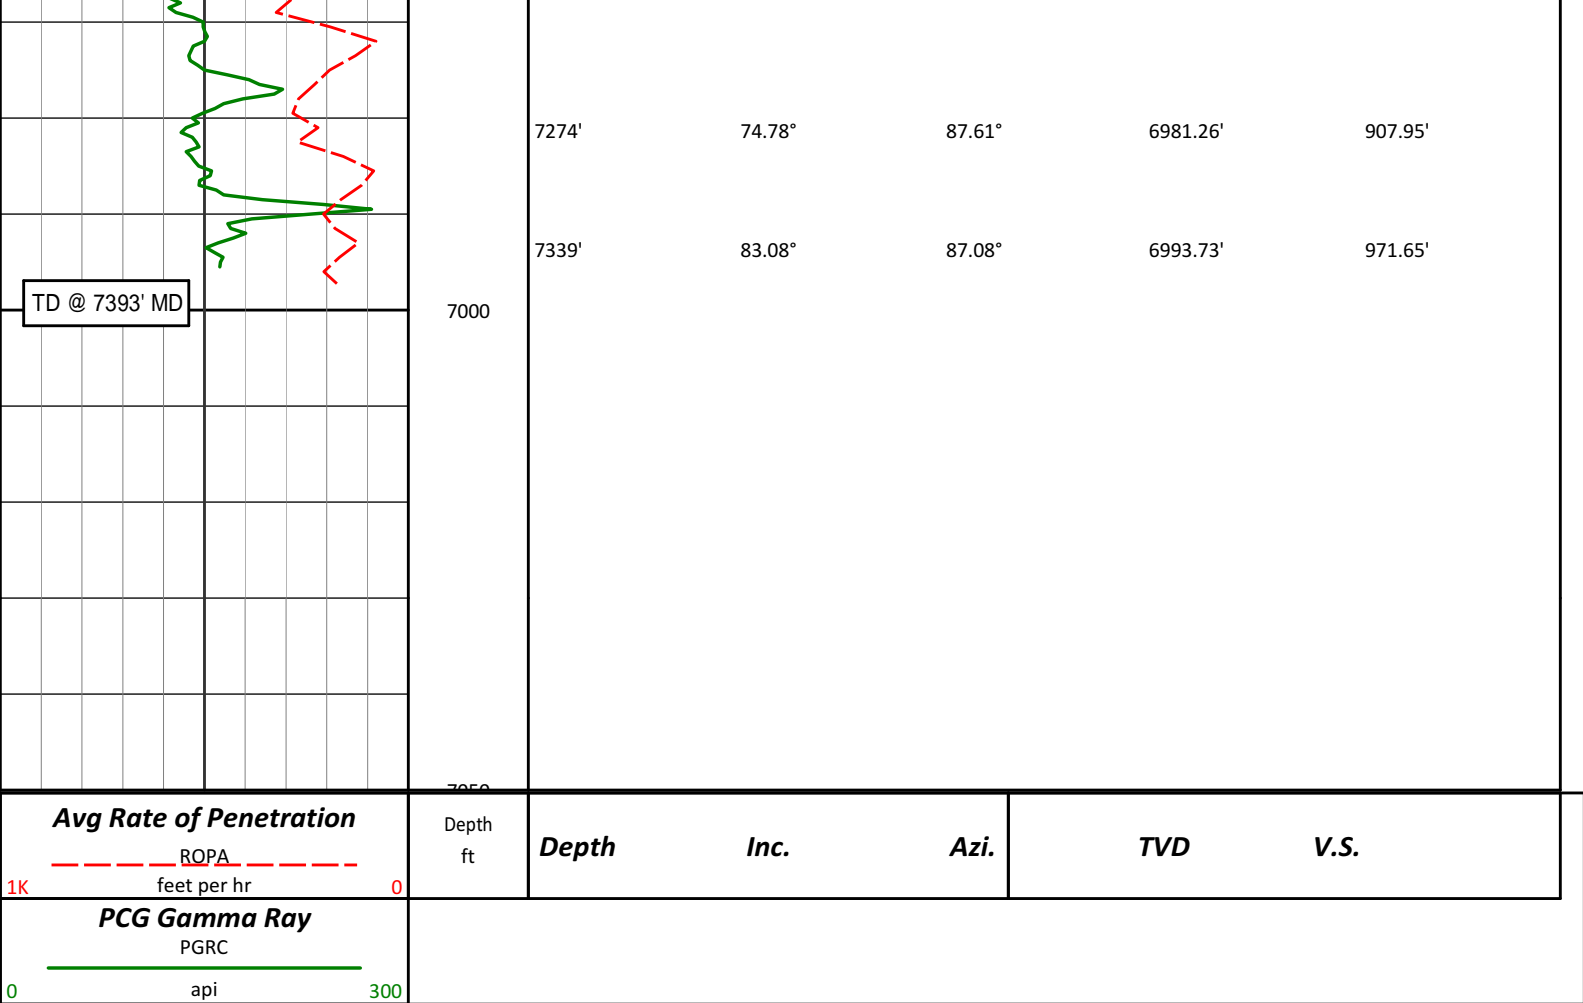 7274' 74.78° 87.61° 6981.26' 907.95'
7339' 83.08° 87.08° 6993.73' 971.65'
TD @ 7393' MD
7000
7050
Avg Rate of Penetration
ROPA
1K feet per hr 0
Depth
ft
Depth Inc. Azi. TVD V.S.
PCG Gamma Ray
PGRC
0 api 300